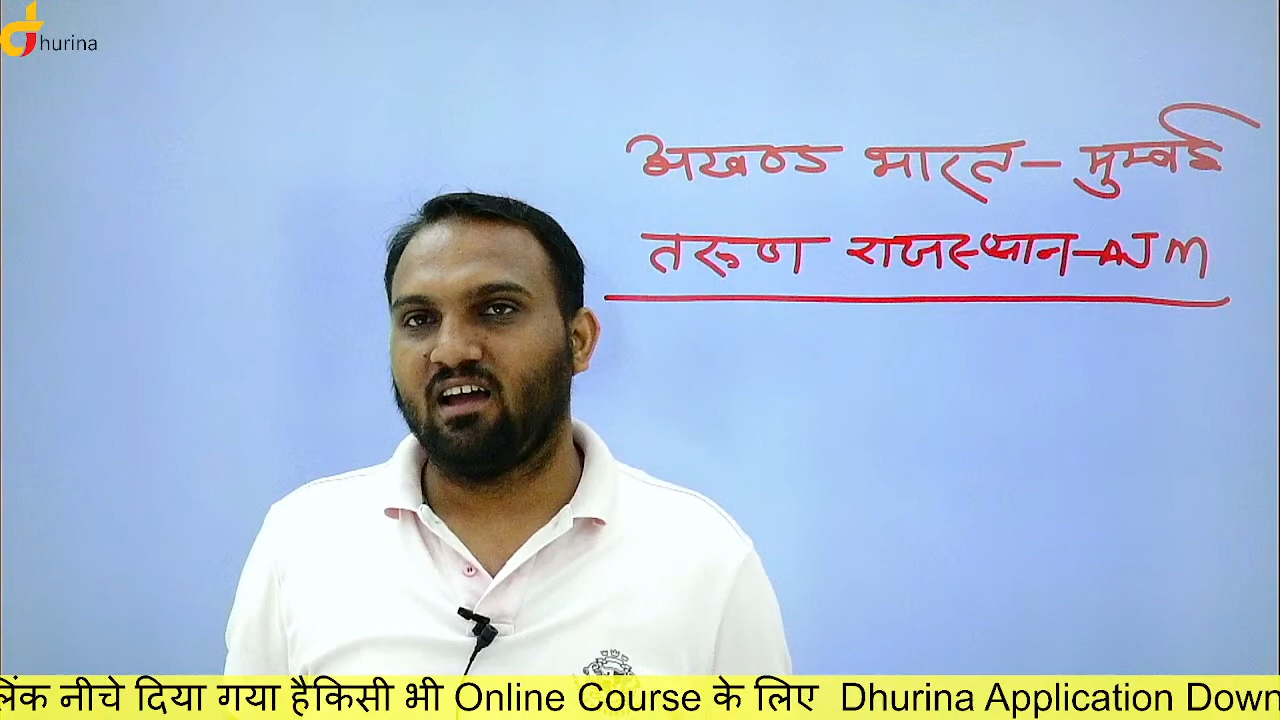 dhurina
अखण्ड भारत - मुम्बई
तरूण राजस्थान - AJM
लिंक नीचे दिया गया हैकिसी भी Online Course के लिए Dhurina Application Down